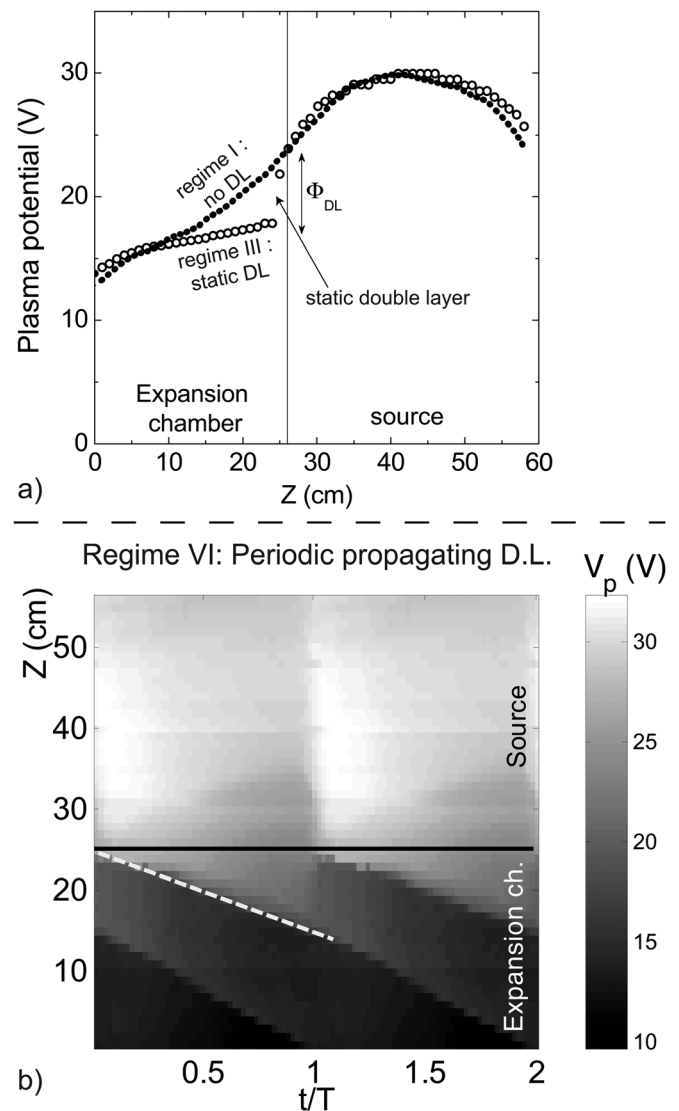 30
20
10
0
Plasma potential (V)
regime I :
no DL
regime III :
static DL
Φ_DL
static double layer
Expansion
chamber
source
0 10 20 30 40 50 60
Z (cm)
a)
Regime VI: Periodic propagating D.L.
V_p (V)
Z (cm)
50
40
30
20
10
Source
Expansion ch.
30
25
20
15
10
0.5 1 1.5 2
t/T
b)